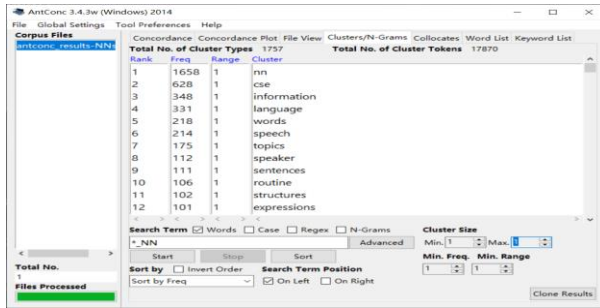 AntConc 3.4.3w (Windows) 2014
File Global Settings Tool Preferences Help
Corpus Files
antconc_results-NNs
Concordance Concordance Plot File View Clusters/N-Grams Collocates Word List Keyword List
Total No. of Cluster Types 1757 Total No. of Cluster Tokens 17870
Rank Freq Range Cluster
1 1658 1 nn
2 628 1 cse
3 348 1 information
4 331 1 language
5 218 1 words
6 214 1 speech
7 175 1 topics
8 112 1 speaker
9 111 1 sentences
10 106 1 routine
11 102 1 structures
12 101 1 expressions
Search Term Words Case Regex N-Grams Cluster Size
*_NN Advanced Min. 1 Max. 1
Start Stop Sort Min. Freq. Min. Range
Sort by Invert Order Search Term Position 1 1
Sort by Freq On Left On Right
Clone Results
Total No.
1
Files Processed